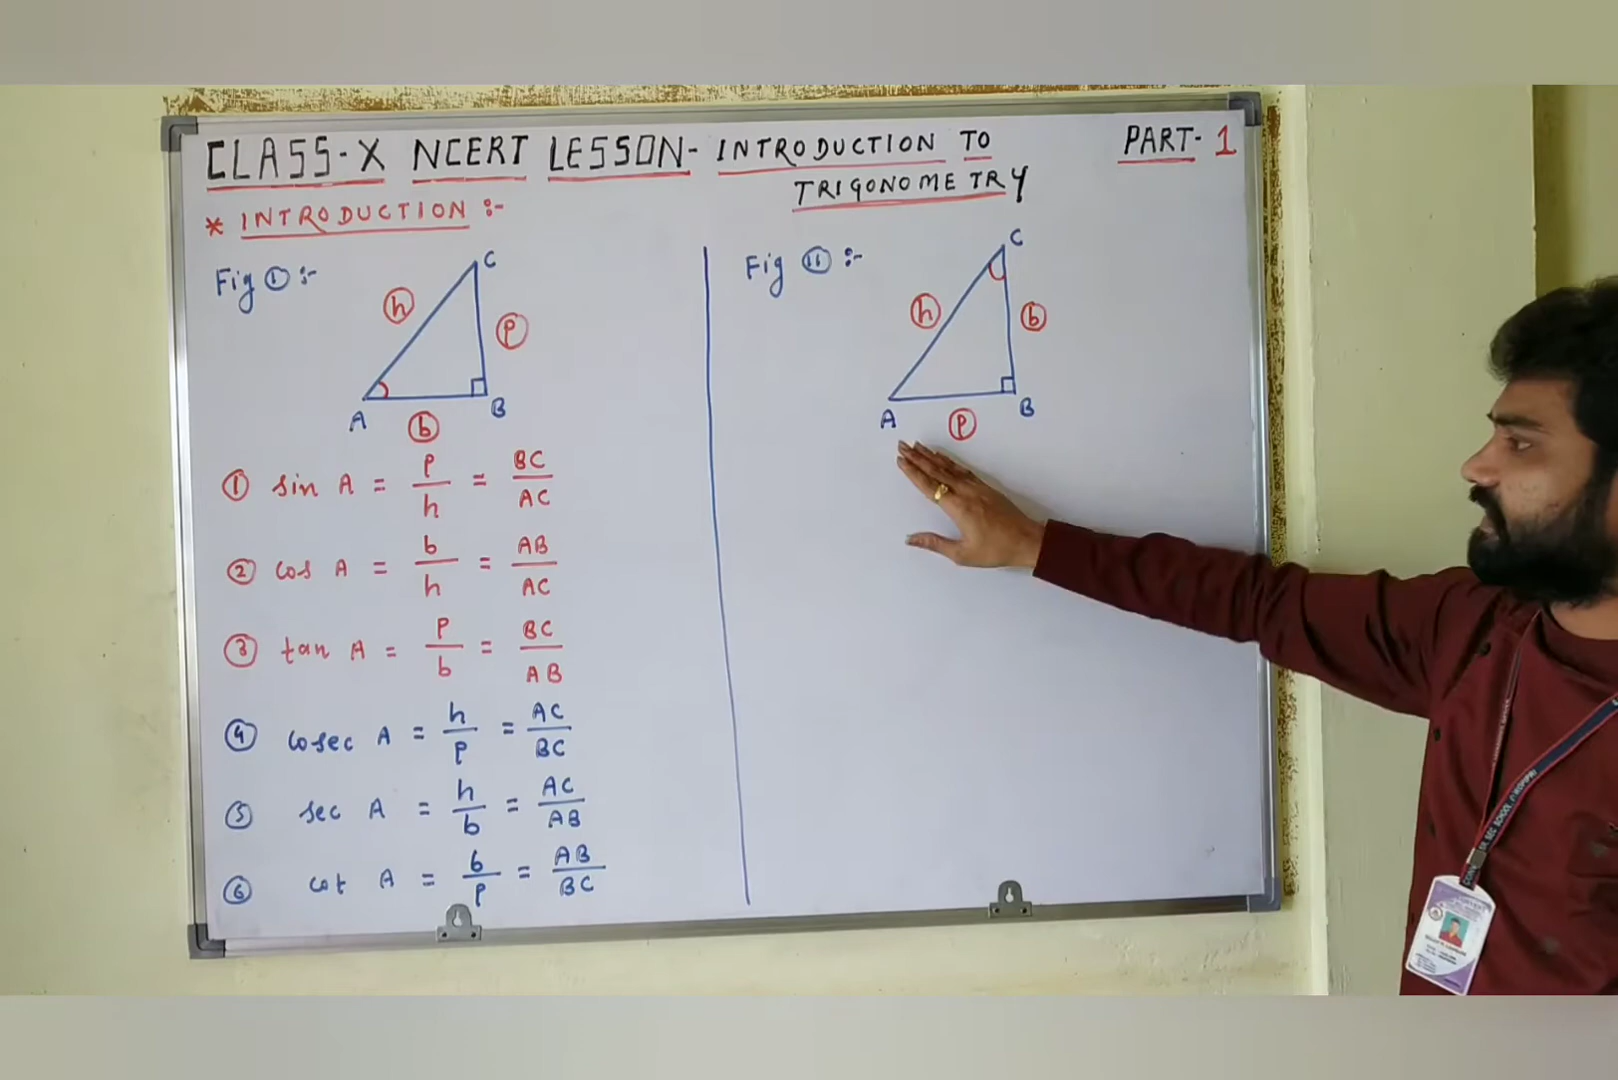 CLASS-X NCERT LESSON- INTRODUCTION TO TRIGONOMETRY
PART- 1
* INTRODUCTION :-
Fig ① :-
C
h
p
A
b
B
① sin A = p/h = BC/AC
② cos A = b/h = AB/AC
③ tan A = p/b = BC/AB
④ cosec A = h/p = AC/BC
⑤ sec A = h/b = AC/AB
⑥ cot A = b/p = AB/BC
Fig ⑪ :-
C
h
b
A
p
B